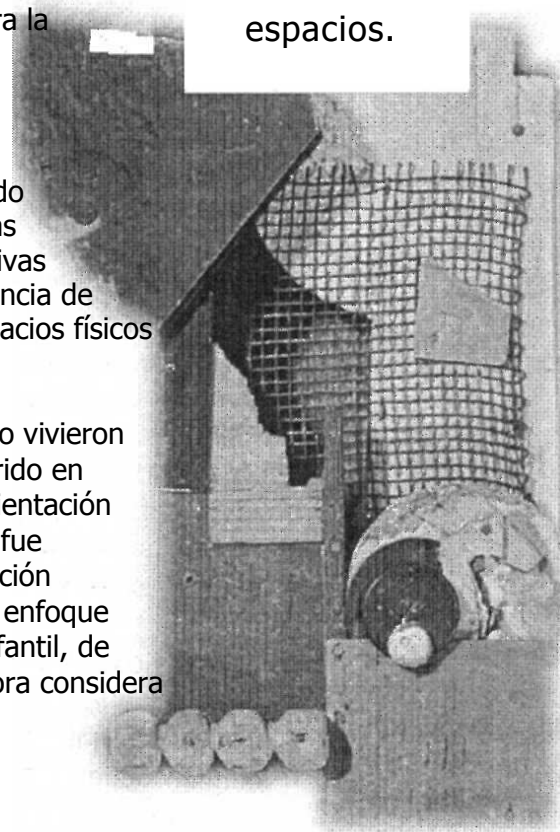 ra la
espacios.
do
as
ivas
ncia de
acios físicos
o vivieron
rido en
entación
fue
ción
enfoque
fantil, de
ora considera